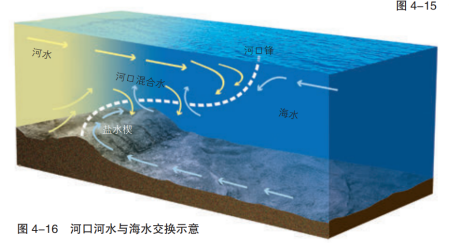 图 4-15
河水
河口锋
河口混合水
海水
盐水楔
图 4-16 河口河水与海水交换示意